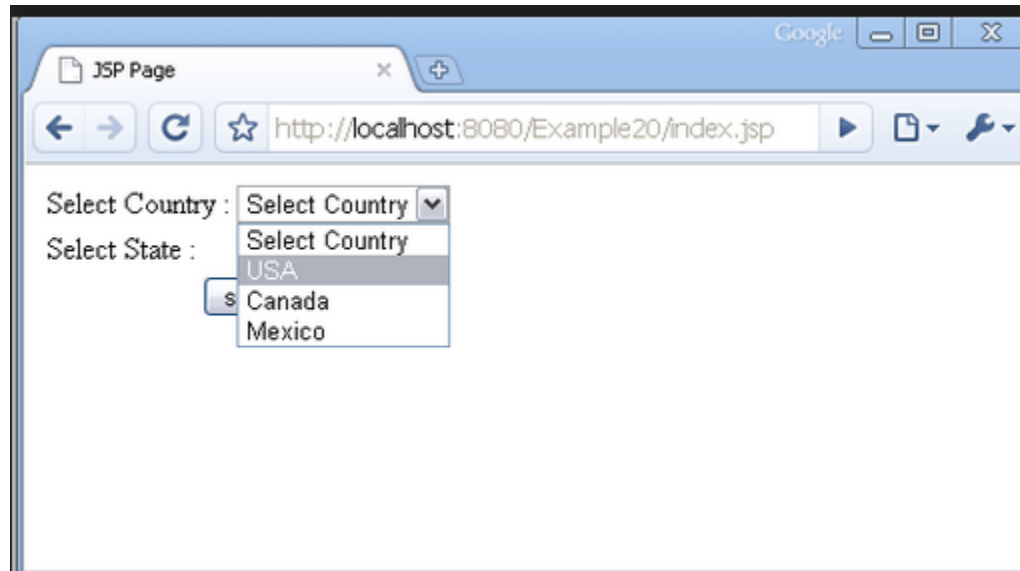 Google
JSP Page
http://localhost:8080/Example20/index.jsp
Select Country : Select Country
Select State :
Select Country
USA
s
Canada
Mexico